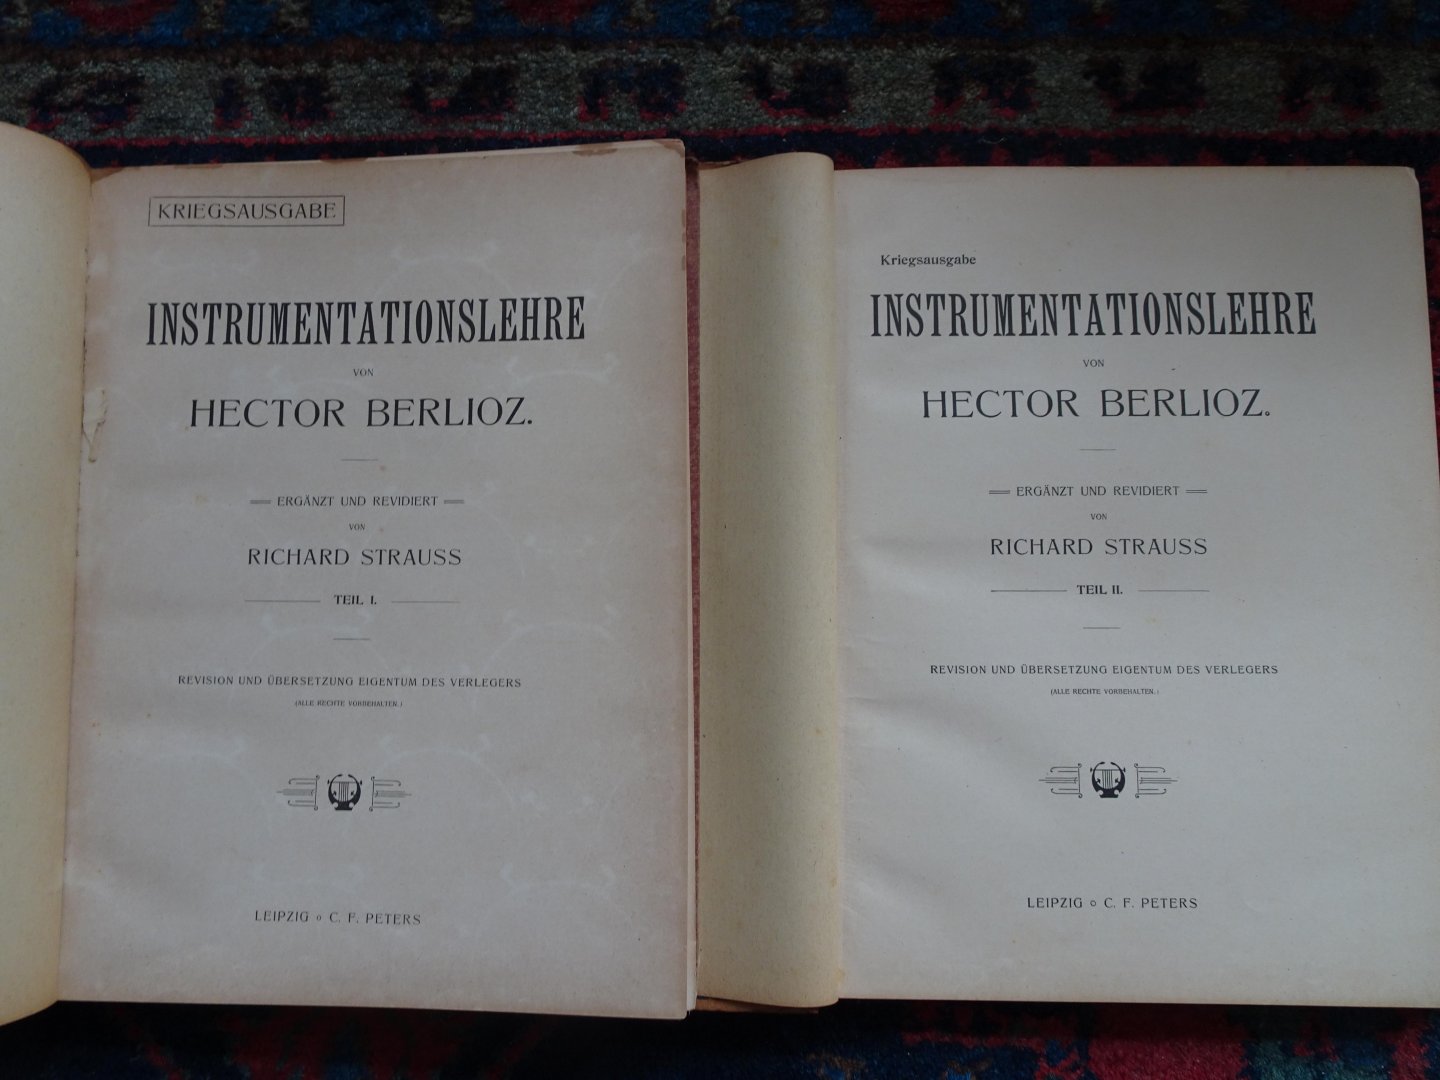 KRIEGSAUSGABE
INSTRUMENTATIONSLEHRE
VON
HECTOR BERLIOZ.
ERGÄNZT UND REVIDIERT
VON
RICHARD STRAUSS
TEIL I.
REVISION UND ÜBERSETZUNG EIGENTUM DES VERLEGERS
(ALLE RECHTE VORBEHALTEN.)
LEIPZIG o C. F. PETERS
Kriegsausgabe
INSTRUMENTATIONSLEHRE
VON
HECTOR BERLIOZ.
ERGÄNZT UND REVIDIERT
VON
RICHARD STRAUSS
TEIL II.
REVISION UND ÜBERSETZUNG EIGENTUM DES VERLEGERS
(ALLE RECHTE VORBEHALTEN.)
LEIPZIG o C. F. PETERS